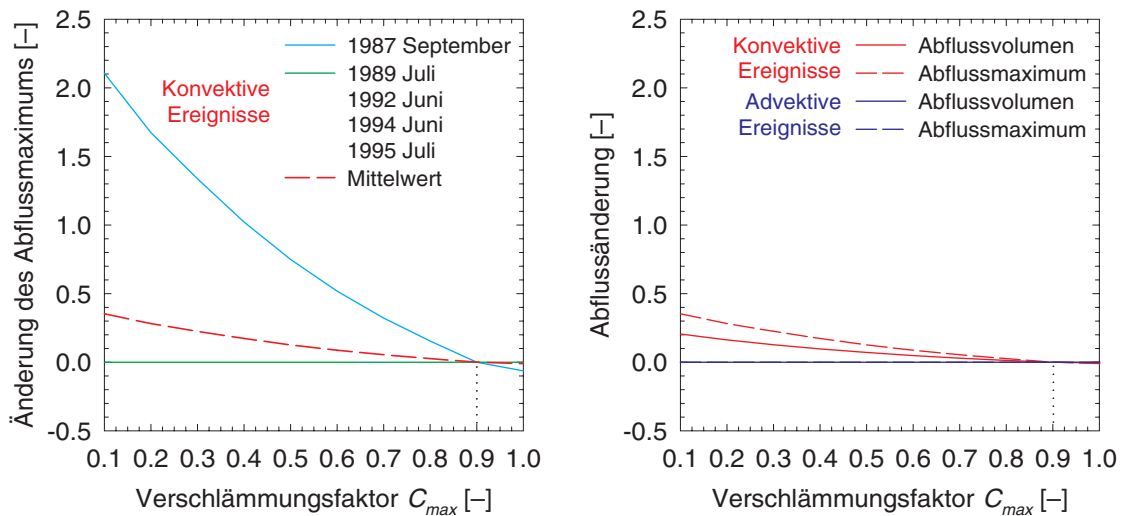 Änderung des Abflussmaximums [–]
2.5
2.0
1.5
1.0
0.5
0.0
-0.5
Konvektive
Ereignisse
1987 September
1989 Juli
1992 Juni
1994 Juni
1995 Juli
Mittelwert
0.1 0.2 0.3 0.4 0.5 0.6 0.7 0.8 0.9 1.0
Verschlämmungsfaktor Cmax [–]
Abflussänderung [–]
2.5
2.0
1.5
1.0
0.5
0.0
-0.5
Konvektive Abflussvolumen
Ereignisse Abflussmaximum
Advektive Abflussvolumen
Ereignisse Abflussmaximum
0.1 0.2 0.3 0.4 0.5 0.6 0.7 0.8 0.9 1.0
Verschlämmungsfaktor Cmax [–]